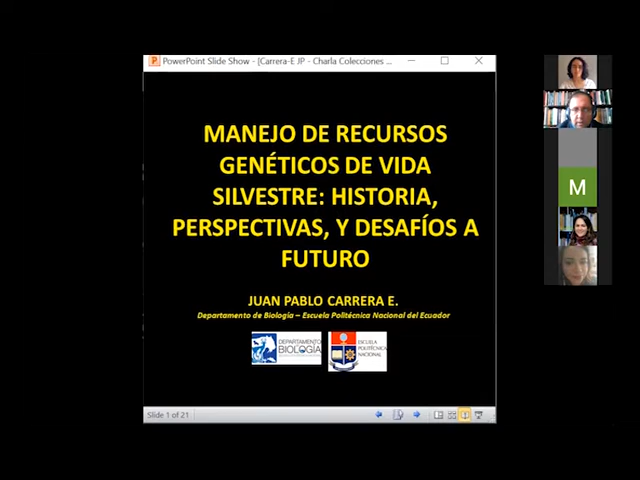 PowerPoint Slide Show - [Carrera-E JP - Charla Colecciones ...
MANEJO DE RECURSOS
GENÉTICOS DE VIDA
SILVESTRE: HISTORIA,
PERSPECTIVAS, Y DESAFÍOS A
FUTURO
JUAN PABLO CARRERA E.
Departamento de Biología – Escuela Politécnica Nacional del Ecuador
DEPARTAMENTO
BIOLOGÍA
ESCUELA
POLITÉCNICA
NACIONAL
Slide 1 of 21
M